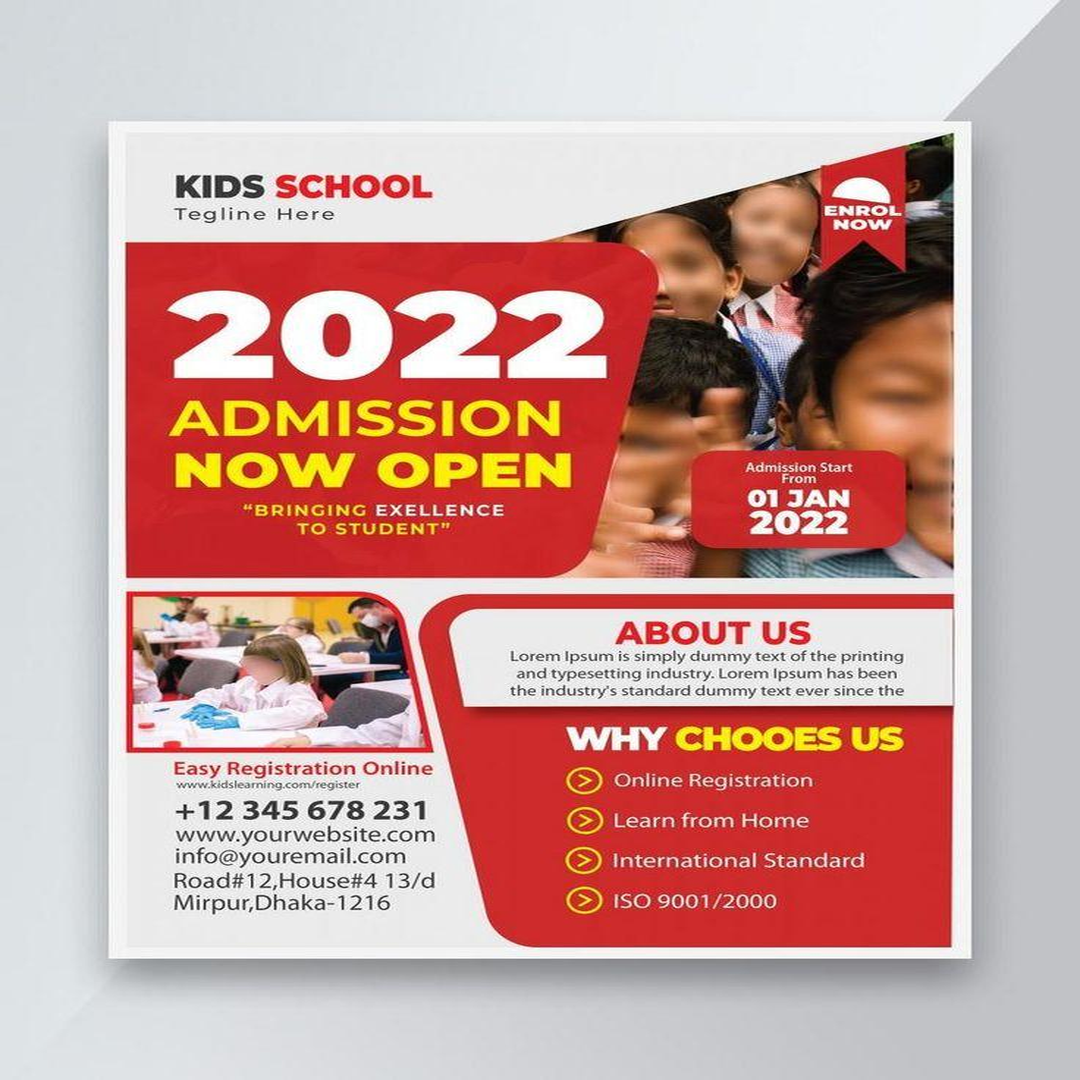 KIDS SCHOOL
Tegline Here
ENROL
NOW
2022
ADMISSION
NOW OPEN
“BRINGING EXELLENCE
TO STUDENT”
Admission Start
From
01 JAN
2022
ABOUT US
Lorem Ipsum is simply dummy text of the printing
and typesetting industry. Lorem Ipsum has been
the industry's standard dummy text ever since the
WHY CHOOES US
Online Registration
Learn from Home
International Standard
ISO 9001/2000
Easy Registration Online
www.kidslearning.com/register
+12 345 678 231
www.yourwebsite.com
info@youremail.com
Road#12,House#4 13/d
Mirpur,Dhaka-1216